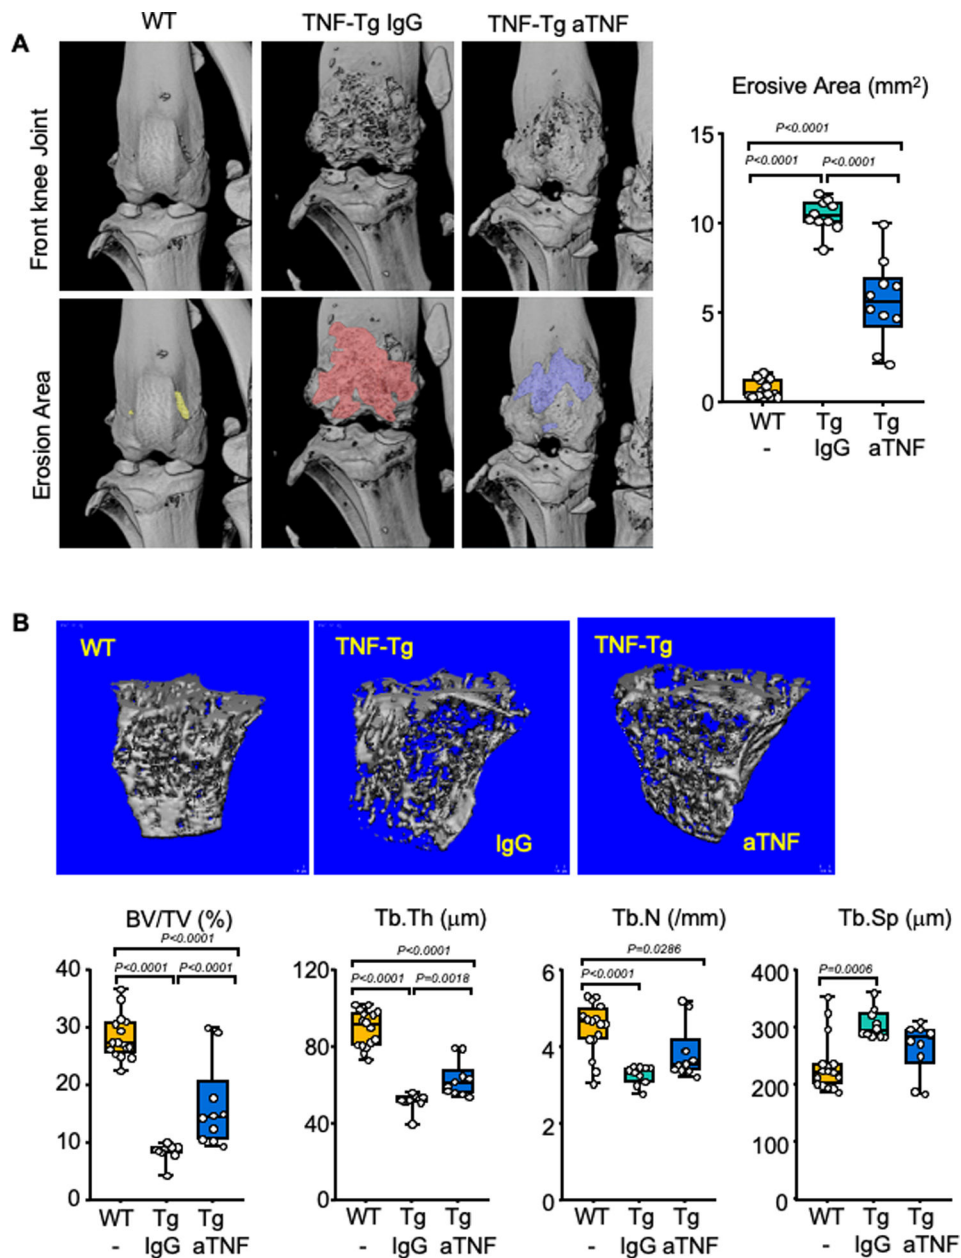 A
WT
TNF-Tg IgG
TNF-Tg aTNF
Front knee Joint
Erosion Area
Erosive Area (mm²)
P<0.0001
P<0.0001
P<0.0001
15
10
5
0
WT
Tg
Tg
-
IgG
aTNF
B
WT
TNF-Tg
TNF-Tg
IgG
aTNF
BV/TV (%)
P<0.0001
P<0.0001
P<0.0001
40
30
20
10
0
WT
Tg
Tg
-
IgG
aTNF
Tb.Th (μm)
P<0.0001
P<0.0001
P=0.0018
120
80
40
0
WT
Tg
Tg
-
IgG
aTNF
Tb.N (/mm)
P=0.0286
P<0.0001
6
4
2
0
WT
Tg
Tg
-
IgG
aTNF
Tb.Sp (μm)
P=0.0006
400
300
200
100
0
WT
Tg
Tg
-
IgG
aTNF